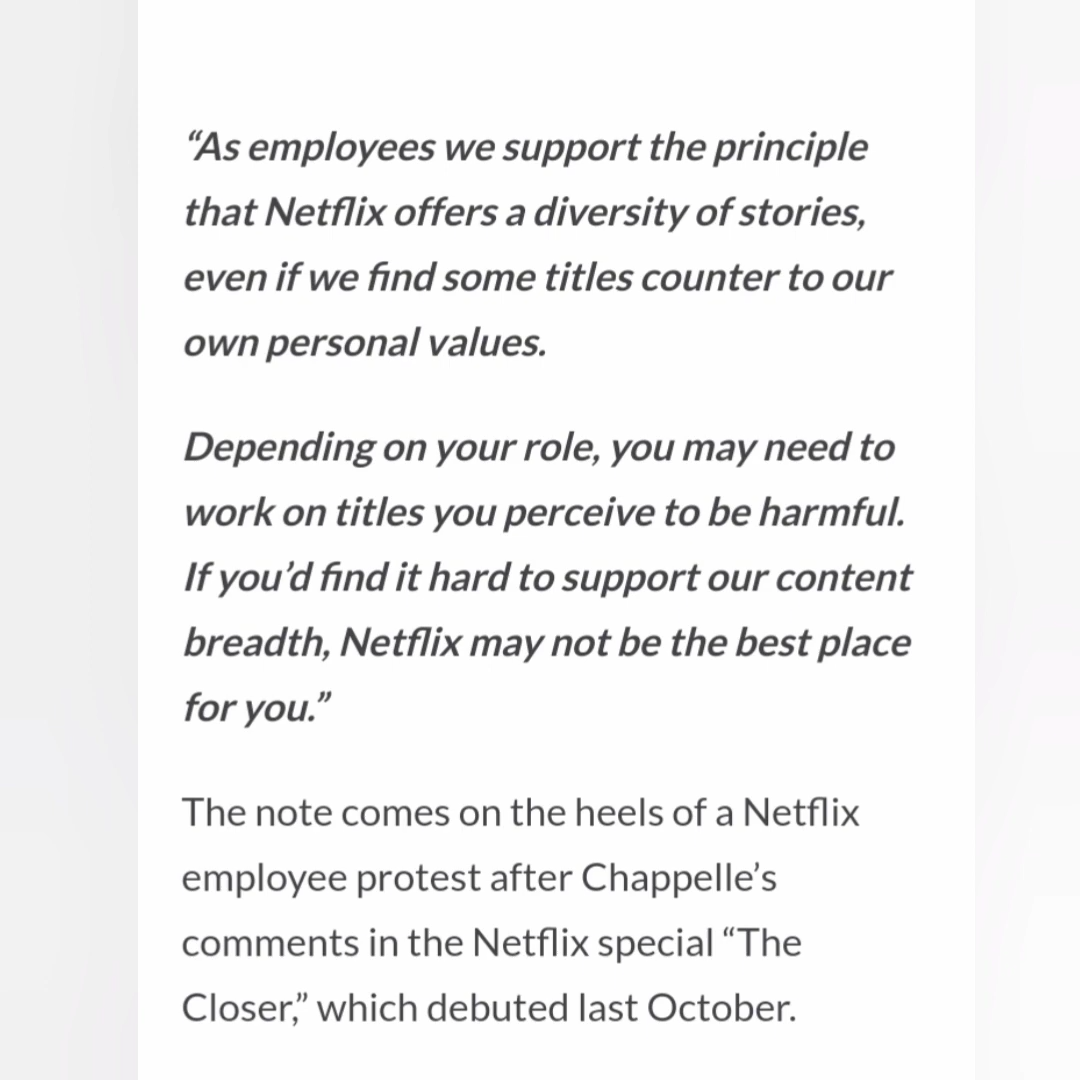 “As employees we support the principle
that Netflix offers a diversity of stories,
even if we find some titles counter to our
own personal values.
Depending on your role, you may need to
work on titles you perceive to be harmful.
If you’d find it hard to support our content
breadth, Netflix may not be the best place
for you.”
The note comes on the heels of a Netflix
employee protest after Chappelle’s
comments in the Netflix special “The
Closer,” which debuted last October.